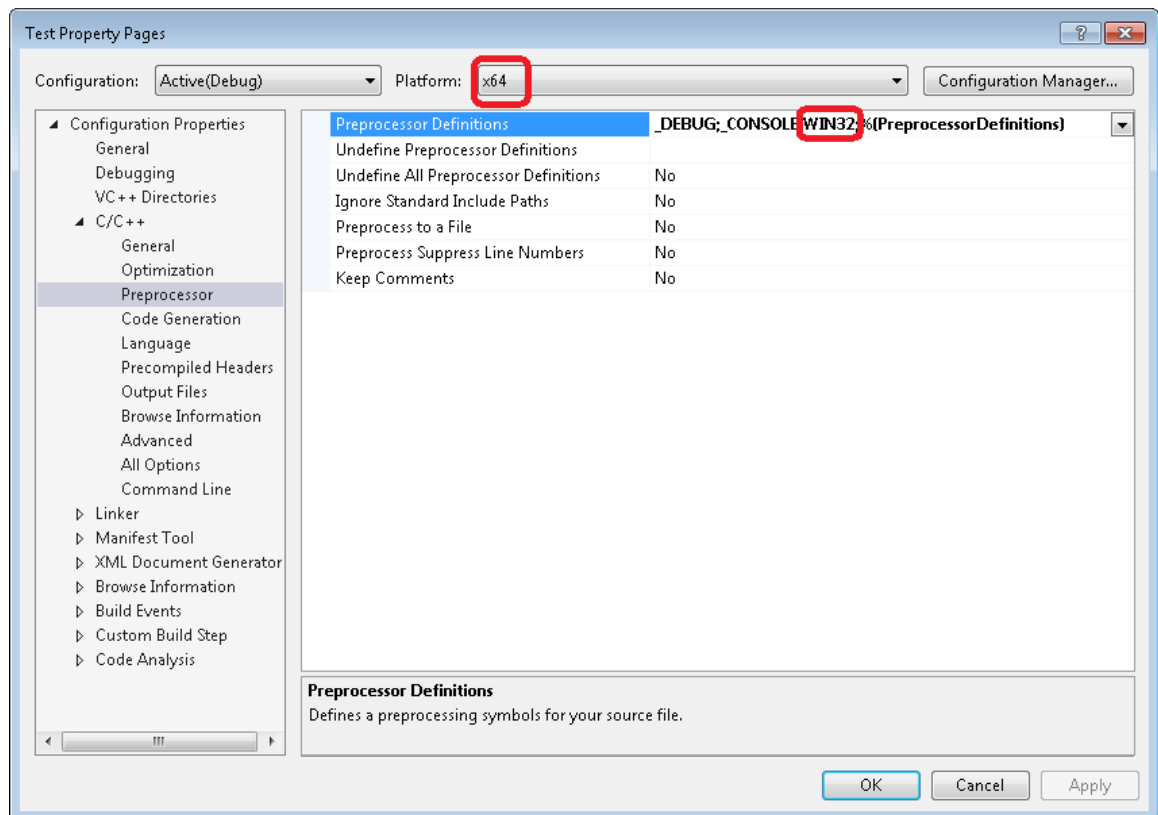 Test Property Pages
Configuration: Active(Debug) Platform: x64 Configuration Manager...
Configuration Properties
General
Debugging
VC++ Directories
C/C++
General
Optimization
Preprocessor
Code Generation
Language
Precompiled Headers
Output Files
Browse Information
Advanced
All Options
Command Line
Linker
Manifest Tool
XML Document Generator
Browse Information
Build Events
Custom Build Step
Code Analysis
Preprocessor Definitions _DEBUG;_CONSOLE;WIN32;%(PreprocessorDefinitions)
Undefine Preprocessor Definitions
Undefine All Preprocessor Definitions No
Ignore Standard Include Paths No
Preprocess to a File No
Preprocess Suppress Line Numbers No
Keep Comments No
Preprocessor Definitions
Defines a preprocessing symbols for your source file.
OK Cancel Apply